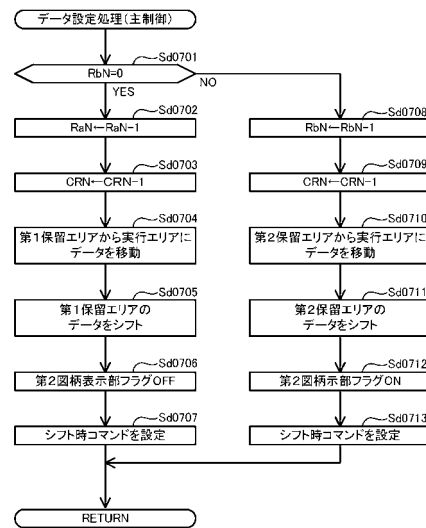 データ設定処理(主制御)
Sd0701
RbN=0
YES
NO
Sd0702
RaN←RaN-1
Sd0703
CRN←CRN-1
Sd0704
第1保留エリアから実行エリアに
データを移動
Sd0705
第1保留エリアの
データをシフト
Sd0706
第2図柄表示部フラグOFF
Sd0707
シフト時コマンドを設定
Sd0708
RbN←RbN-1
Sd0709
CRN←CRN-1
Sd0710
第2保留エリアから実行エリアに
データを移動
Sd0711
第2保留エリアの
データをシフト
Sd0712
第2図柄示部フラグON
Sd0713
シフト時コマンドを設定
RETURN